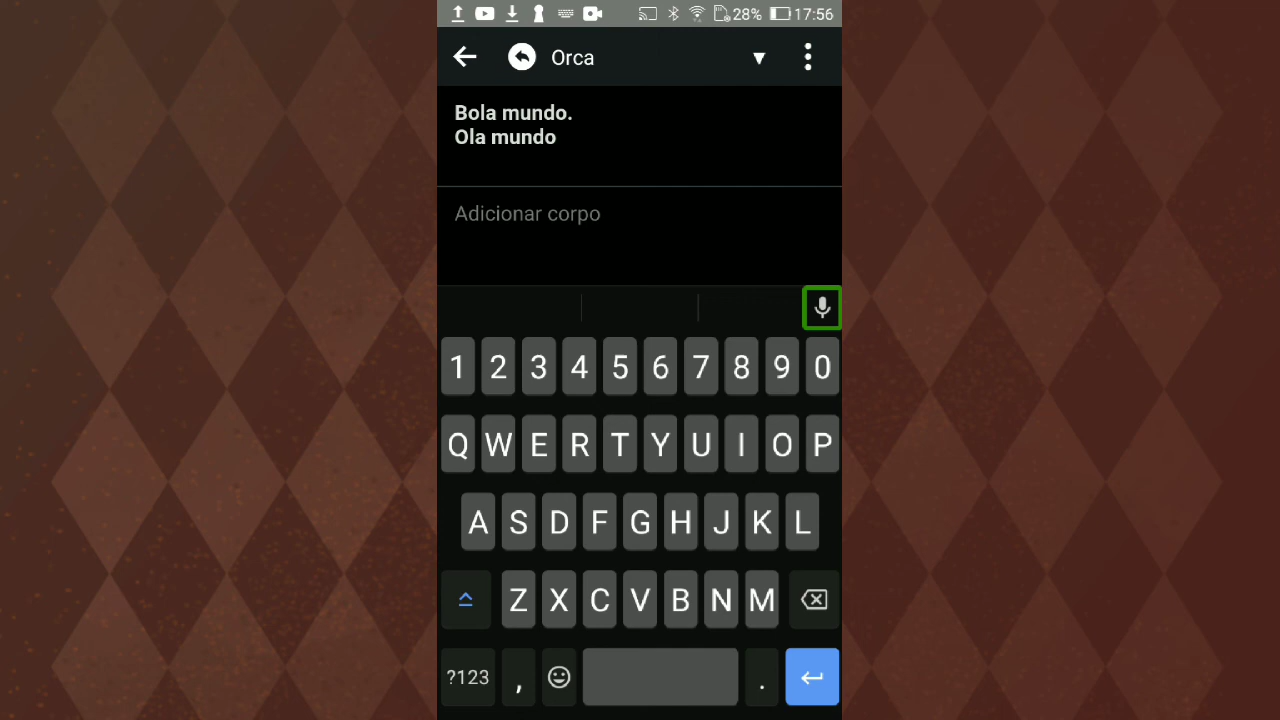 28% 17:56
Orca
Bola mundo.
Ola mundo
Adicionar corpo
1 2 3 4 5 6 7 8 9 0
Q W E R T Y U I O P
A S D F G H J K L
Z X C V B N M
?123 , .